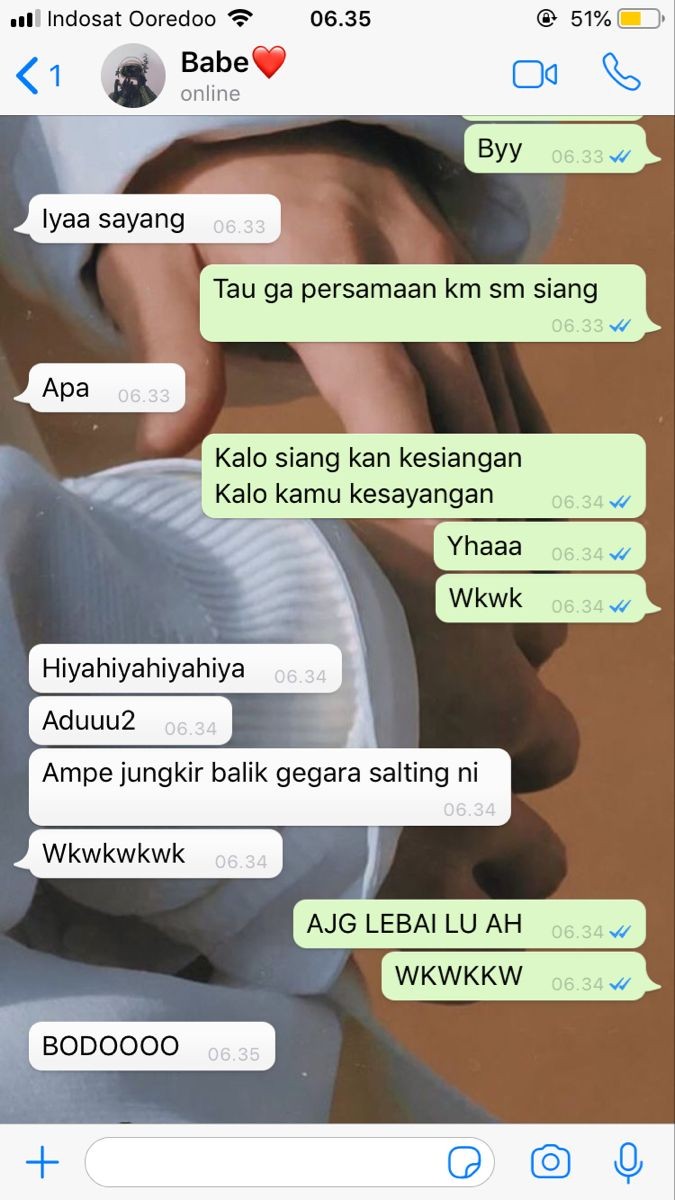 Indosat Ooredoo 06.35 51%
1 Babe❤️
online
Byy 06.33
Iyaa sayang 06.33
Tau ga persamaan km sm siang
06.33
Apa 06.33
Kalo siang kan kesiangan
Kalo kamu kesayangan 06.34
Yhaaa 06.34
Wkwk 06.34
Hiyahiyahiyahiya 06.34
Aduuu2 06.34
Ampe jungkir balik gegara salting ni
06.34
Wkwkwkwk 06.34
AJG LEBAI LU AH 06.34
WKWKKW 06.34
BODOOOO 06.35